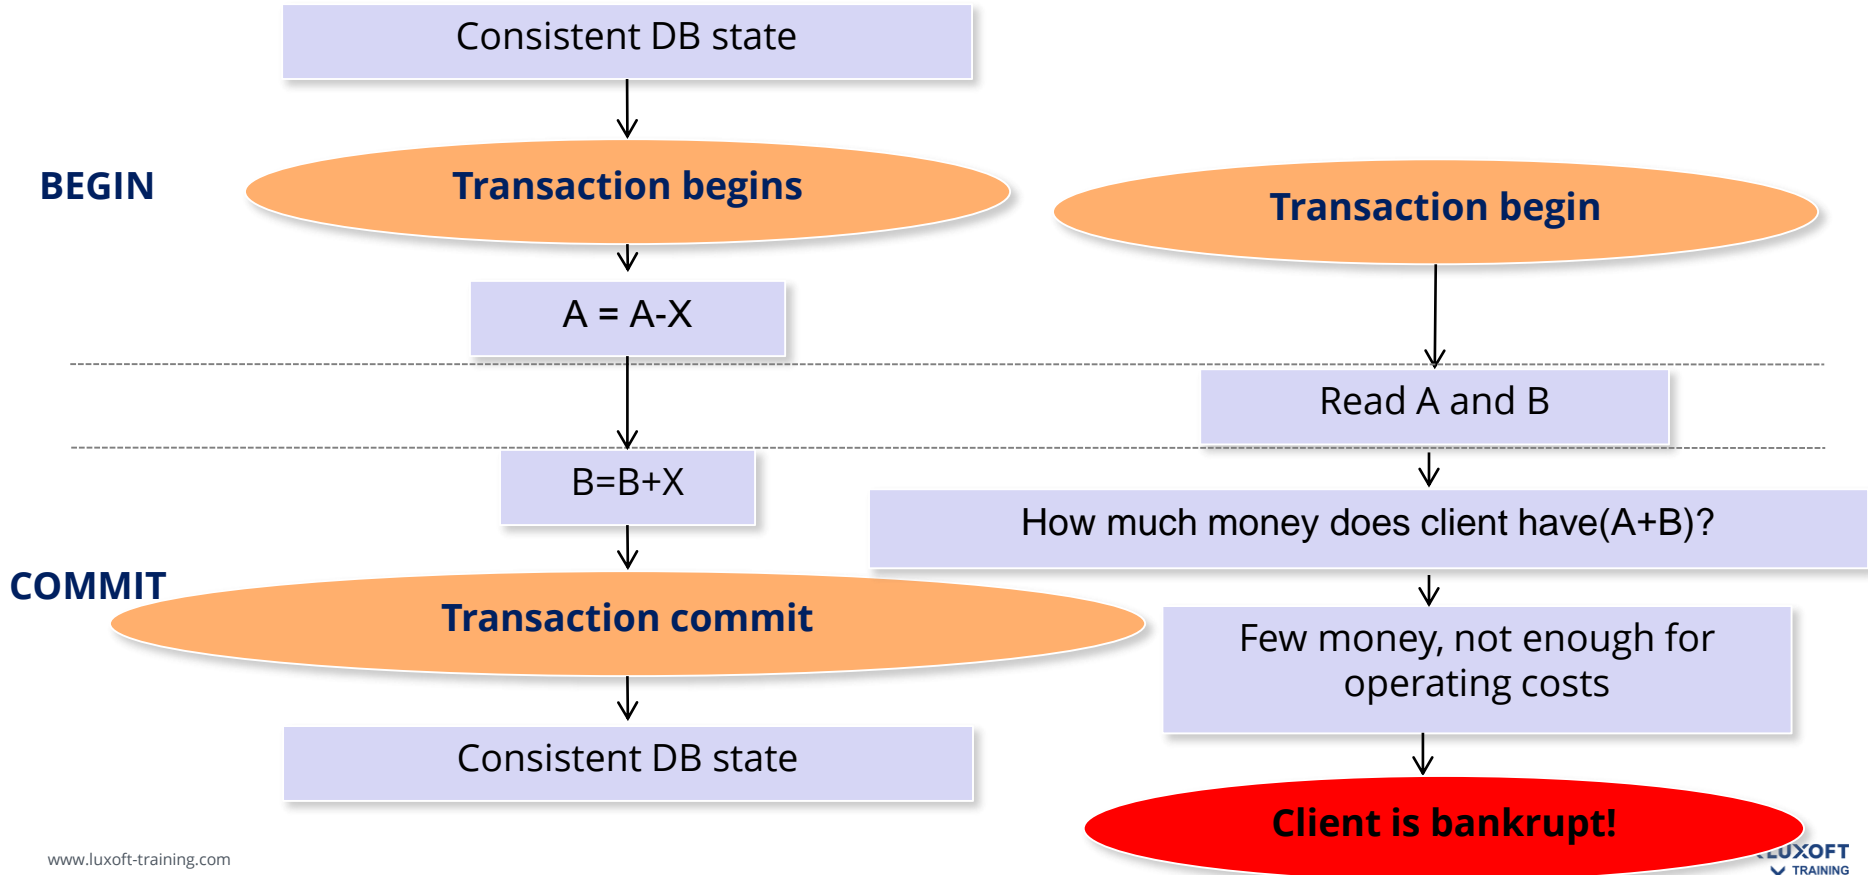 Consistent DB state
BEGIN
Transaction begins
Transaction begin
A = A-X
Read A and B
B=B+X
How much money does client have(A+B)?
COMMIT
Transaction commit
Few money, not enough for
operating costs
Consistent DB state
Client is bankrupt!
www.luxoft-training.com
LUXOFT
TRAINING